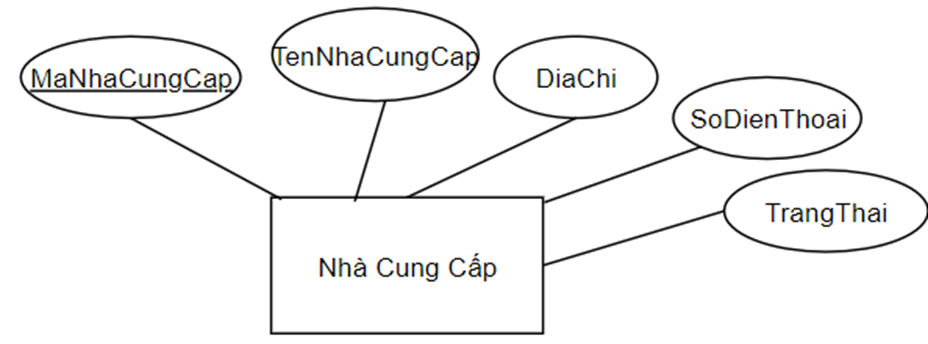 MaNhaCungCap
TenNhaCungCap
DiaChi
SoDienThoai
TrangThai
Nhà Cung Cấp